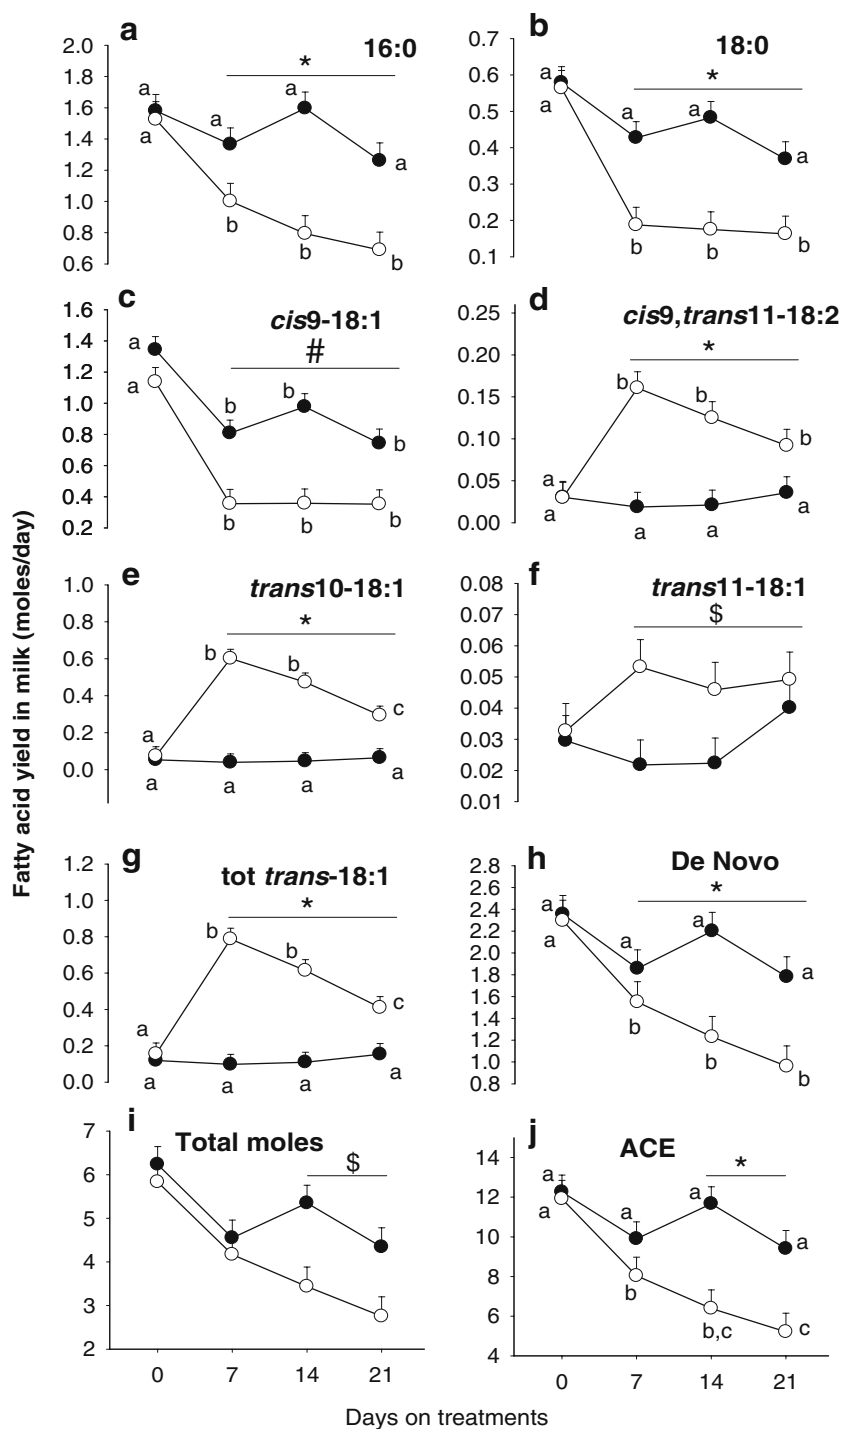 Fatty acid yield in milk (moles/day)
a
16:0
2.0
1.8
1.6
1.4
1.2
1.0
0.8
0.6
*
a
a
a
b
a
b
a
b
b
18:0
0.7
0.6
0.5
0.4
0.3
0.2
0.1
*
a
a
a
b
a
b
a
b
c
cis9-18:1
1.6
1.4
1.2
1.0
0.8
0.6
0.4
0.2
#
a
a
b
b
b
b
b
b
d
cis9,trans11-18:2
0.25
0.20
0.15
0.10
0.05
0.00
*
a
a
b
a
b
a
b
a
e
trans10-18:1
1.0
0.8
0.6
0.4
0.2
0.0
*
a
a
b
a
b
a
c
a
f
trans11-18:1
0.08
0.07
0.06
0.05
0.04
0.03
0.02
0.01
$
g
tot trans-18:1
1.2
1.0
0.8
0.6
0.4
0.2
0.0
*
a
a
b
a
b
a
c
a
h
De Novo
2.8
2.6
2.4
2.2
2.0
1.8
1.6
1.4
1.2
1.0
0.8
*
a
a
a
b
a
b
a
b
i
Total moles
7
6
5
4
3
2
$
0 7 14 21
j
ACE
14
12
10
8
6
4
*
a
a
a
b
a
b,c
a
c
0 7 14 21
Days on treatments